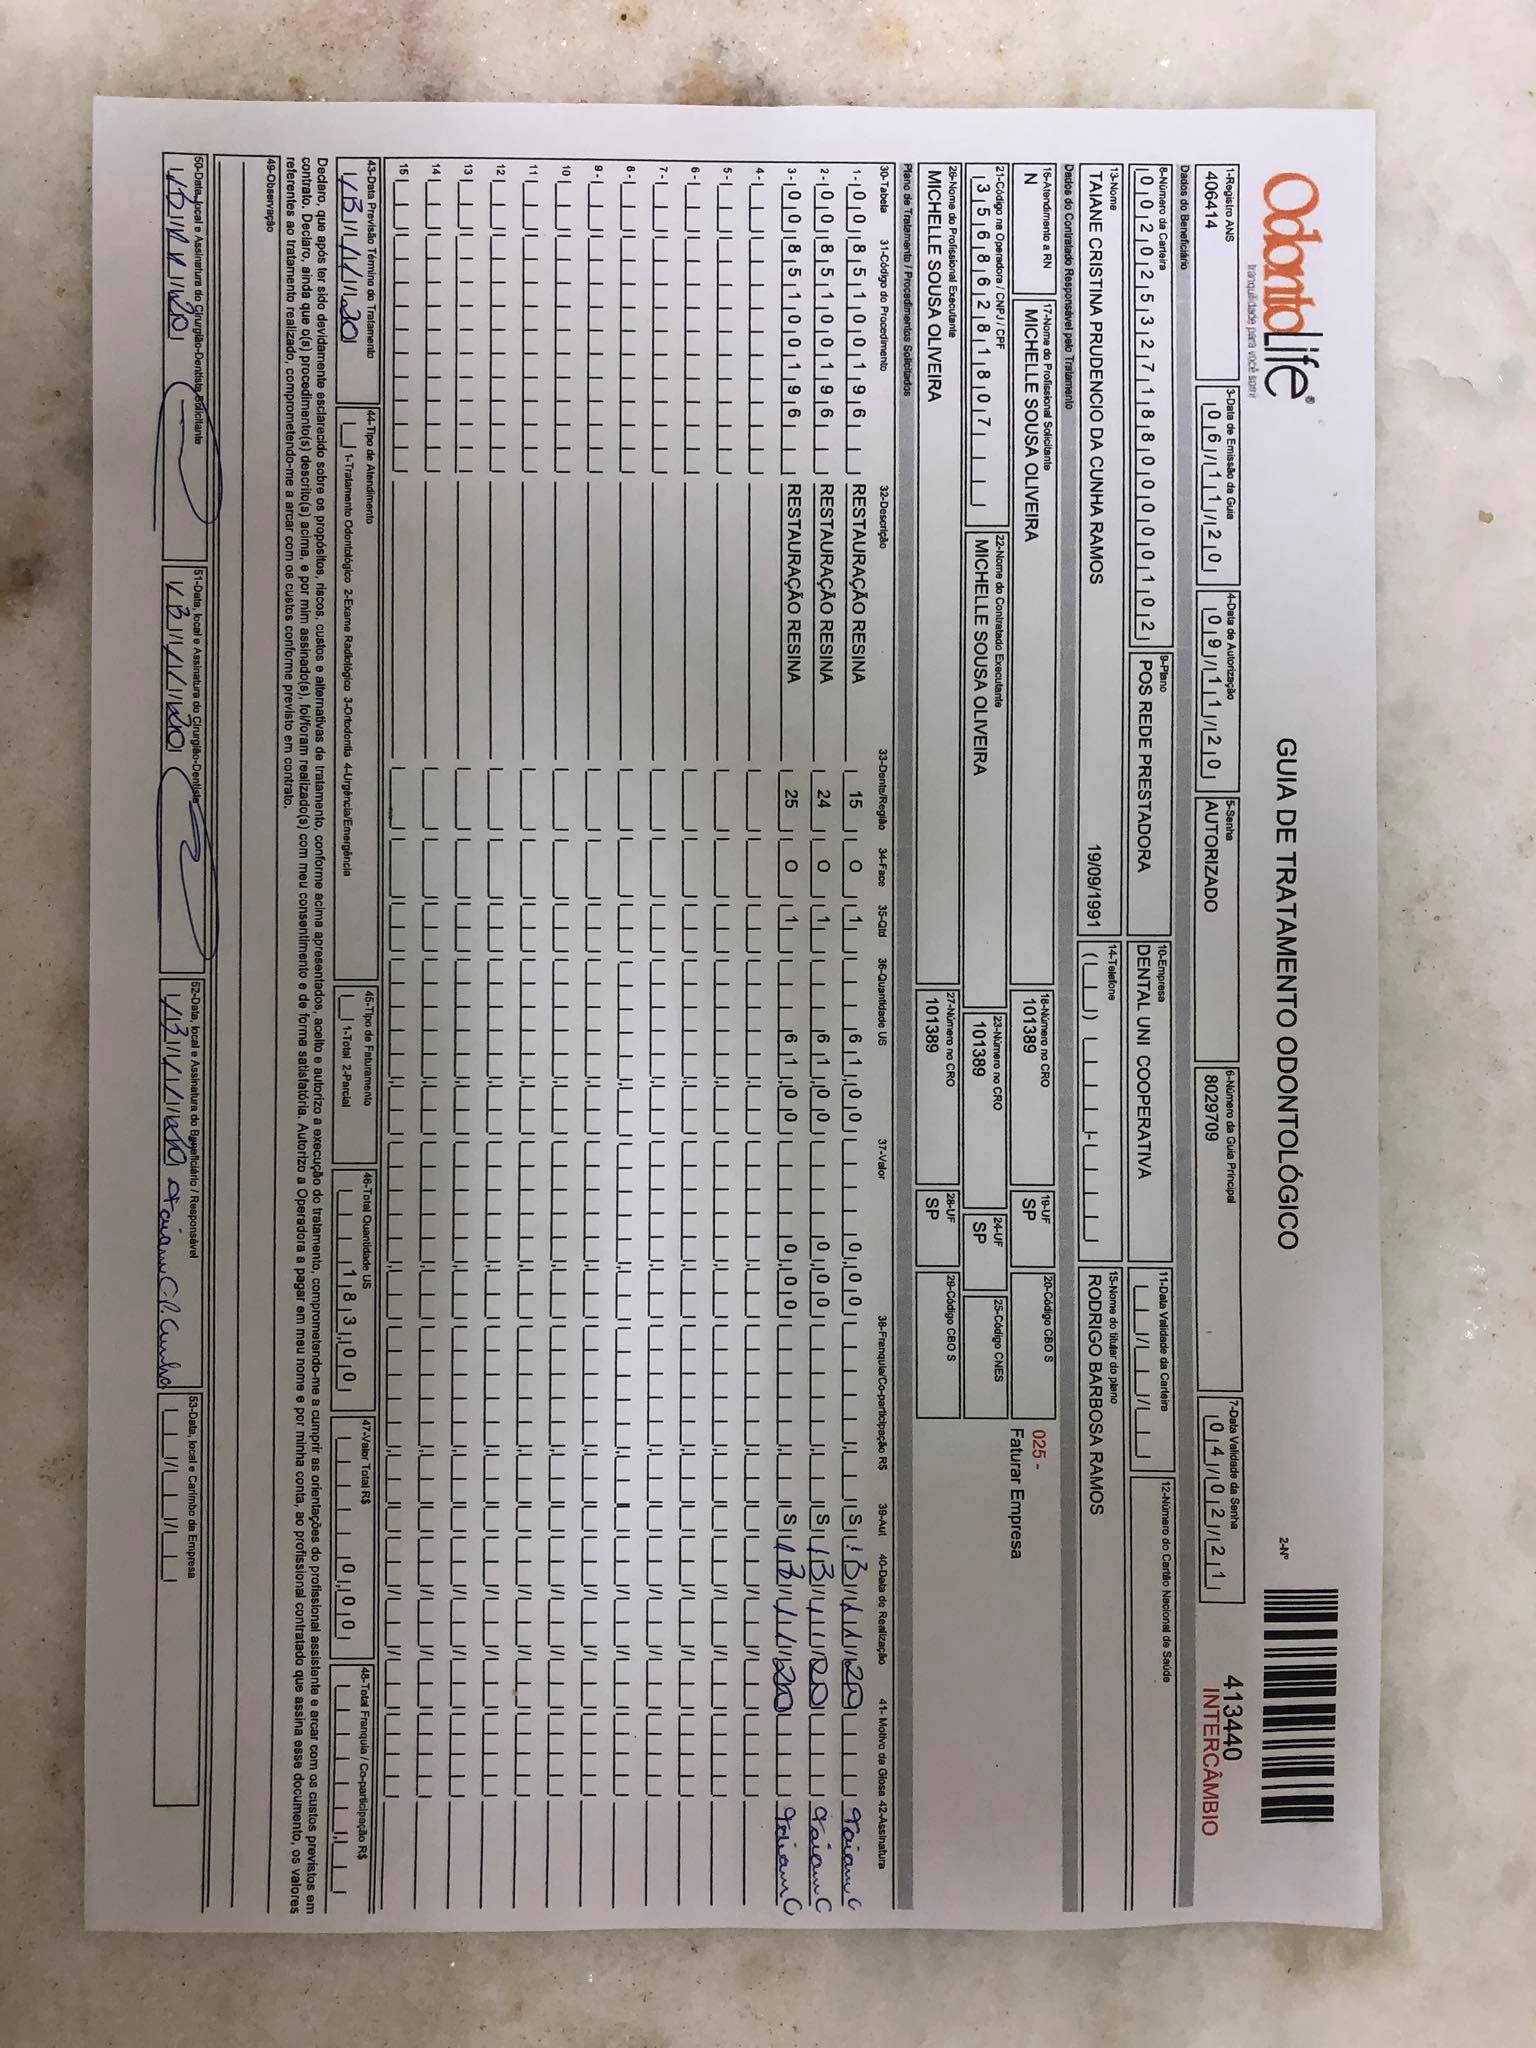 OdontoLife®
tranquilidade para você sorrir
GUIA DE TRATAMENTO ODONTOLÓGICO
2-Nº
413440
INTERCÂMBIO
1-Registro ANS
406414
3-Data de Emissão da Guia
06/11/20
4-Data de Autorização
09/11/20
5-Senha
AUTORIZADO
6-Número da Guia Principal
8029709
7-Data Validade da Senha
04/02/21
Dados do Beneficiário
8-Número da Carteira
00202532718800000102
9-Plano
POS REDE PRESTADORA
10-Empresa
DENTAL UNI COOPERATIVA
11-Data Validade da Carteira
12-Número do Cartão Nacional de Saúde
13-Nome
TAIANE CRISTINA PRUDENCIO DA CUNHA RAMOS 19/09/1991
14-Telefone
15-Nome do titular do plano
RODRIGO BARBOSA RAMOS
Dados do Contratado Responsável pelo Tratamento
16-Atendimento a RN
N
17-Nome do Profissional Solicitante
MICHELLE SOUSA OLIVEIRA
18-Número no CRO
101389
19-UF
SP
20-Código CBO S
025 -
Faturar Empresa
21-Código na Operadora / CNPJ / CPF
35686281807
22-Nome do Contratado Executante
MICHELLE SOUSA OLIVEIRA
23-Número no CRO
101389
24-UF
SP
25-Código CNES
26-Nome do Profissional Executante
MICHELLE SOUSA OLIVEIRA
27-Número no CRO
101389
28-UF
SP
29-Código CBO S
Plano de Tratamento / Procedimentos Solicitados
30-Tabela 31-Código do Procedimento 32-Descrição 33-Dente/Região 34-Face 35-Qtd 36-Quantidade US 37-Valor 38-Franquia/Co-participação R$ 39-Aut 40-Data de Realização 41- Motivo da Glosa 42-Assinatura
1- 00 85100196 RESTAURAÇÃO RESINA 15 O 1 61,00 0,00 S 13/11/20 Taiane C
2- 00 85100196 RESTAURAÇÃO RESINA 24 O 1 61,00 0,00 S 13/11/20 Taiane C
3- 00 85100196 RESTAURAÇÃO RESINA 25 O 1 61,00 0,00 S 13/11/20 Taiane C
4-
5-
6-
7-
8-
9-
10
11
12
13
14
15
43-Data Previsão Término do Tratamento
13/11/20
44-Tipo de Atendimento
1-Tratamento Odontológico 2-Exame Radiológico 3-Ortodontia 4-Urgência/Emergência
45-Tipo de Faturamento
1-Total 2-Parcial
46-Total Quantidade US
183,00
47-Valor Total R$
0,00
48-Total Franquia / Co-participação R$
Declaro, que após ter sido devidamente esclarecido sobre os propósitos, riscos, custos e alternativas de tratamento, conforme acima apresentados, aceito e autorizo a execução do tratamento, comprometendo-me a cumprir as orientações do profissional assistente e arcar com os custos previstos em
contrato. Declaro, ainda que o(s) procedimento(s) descrito(s) acima, e por mim assinado(s), foi/foram realizado(s) com meu consentimento e de forma satisfatória. Autorizo a Operadora a pagar em meu nome e por minha conta, ao profissional contratado que assina esse documento, os valores
referentes ao tratamento realizado, comprometendo-me a arcar com os custos conforme previsto em contrato.
49-Observação
50-Data, local e Assinatura do Cirurgião-Dentista Solicitante
13/11/20
51-Data, local e Assinatura do Cirurgião-Dentista
13/11/20
52-Data, local e Assinatura do Beneficiário / Responsável
13/11/20 Taiane C.P. Cunha
53-Data, local e Carimbo da Empresa